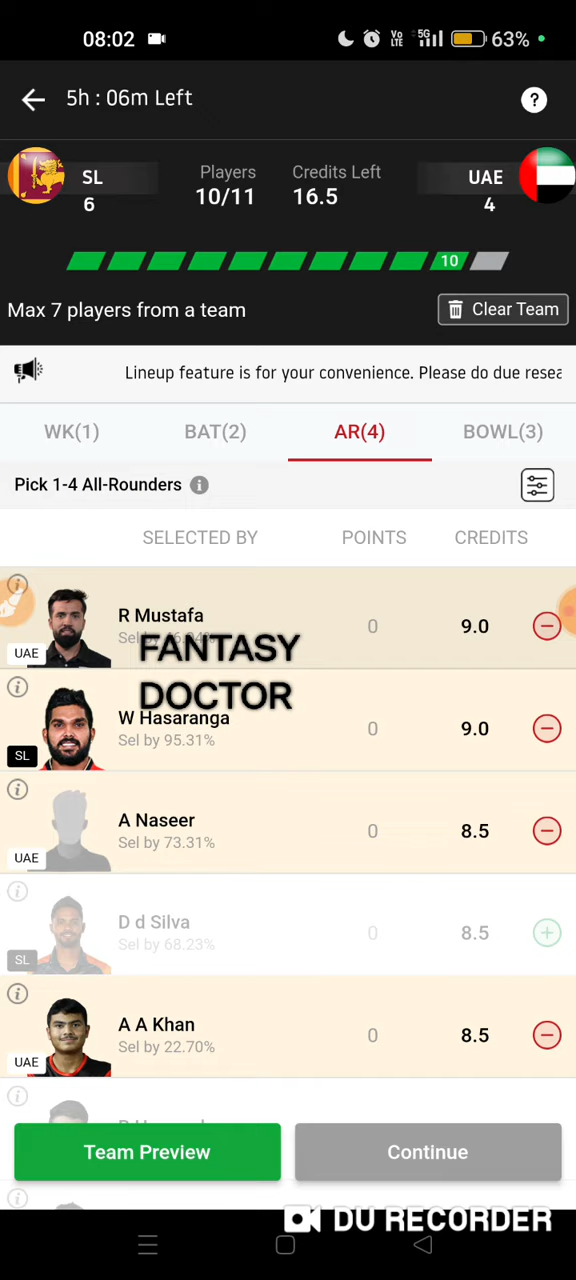 08:02
Vo LTE 5G 63%
5h : 06m Left
?
SL
6
Players
10/11
Credits Left
16.5
UAE
4
10
Max 7 players from a team
Clear Team
Lineup feature is for your convenience. Please do due resea
WK(1) BAT(2) AR(4) BOWL(3)
Pick 1-4 All-Rounders
SELECTED BY POINTS CREDITS
R Mustafa
UAE
0 9.0
FANTASY
DOCTOR
W Hasaranga
Sel by 95.31%
SL
0 9.0
A Naseer
Sel by 73.31%
UAE
0 8.5
D d Silva
Sel by 68.23%
SL
0 8.5
A A Khan
Sel by 22.70%
UAE
0 8.5
Team Preview
Continue
DU RECORDER